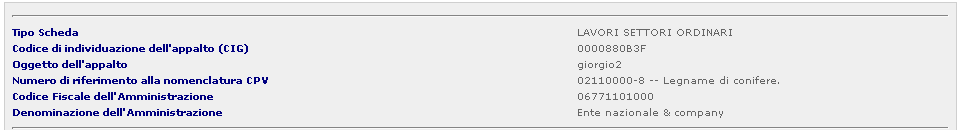 Tipo Scheda LAVORI SETTORI ORDINARI
Codice di individuazione dell'appalto (CIG) 0000880B3F
Oggetto dell'appalto giorgio2
Numero di riferimento alla nomenclatura CPV 02110000-8 -- Legname di conifere.
Codice Fiscale dell'Amministrazione 06771101000
Denominazione dell'Amministrazione Ente nazionale & company